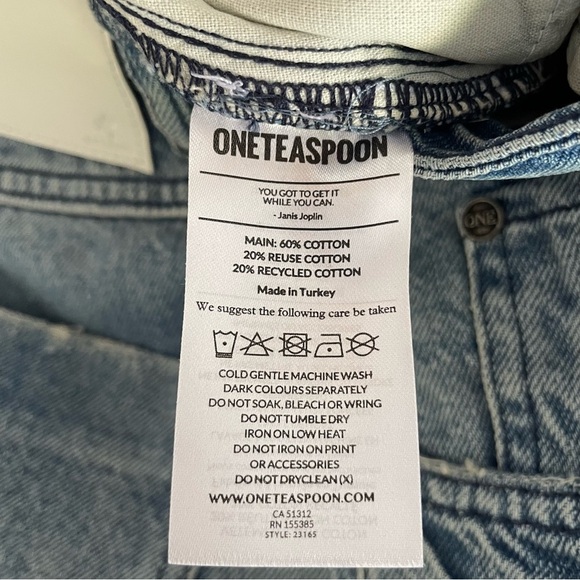 ONETEASPOON
YOU GOT TO GET IT
WHILE YOU CAN.
- Janis Joplin
MAIN: 60% COTTON
20% REUSE COTTON
20% RECYCLED COTTON
Made in Turkey
We suggest the following care be taken
COLD GENTLE MACHINE WASH
DARK COLOURS SEPARATELY
DO NOT SOAK, BLEACH OR WRING
DO NOT TUMBLE DRY
IRON ON LOW HEAT
DO NOT IRON ON PRINT
OR ACCESSORIES
DO NOT DRYCLEAN (X)
WWW.ONETEASPOON.COM
CA 51312
RN 155385
STYLE: 23165
ONE